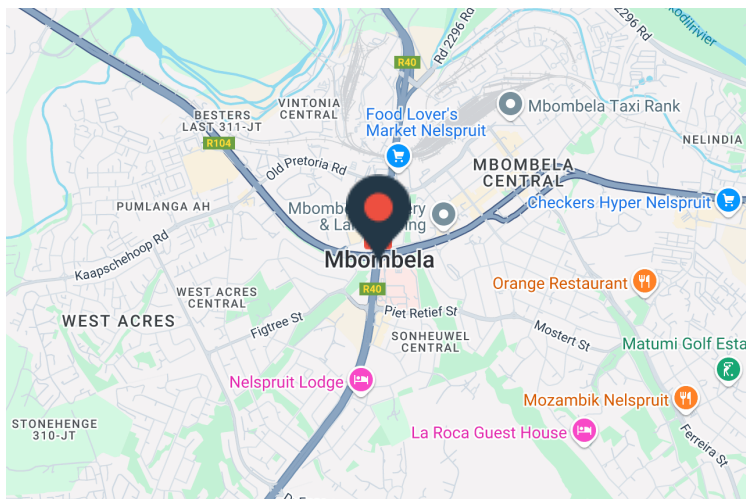 Rd 2296 Rd
kodilrivier
R40
VINTONIA
CENTRAL
Mbombela Taxi Rank
BESTERS
LAST 311-JT
Food Lover's
Market Nelspruit
R104
NELINDIA
Old Pretoria Rd
MBOMBELA
CENTRAL
PUMLANGA AH
Checkers Hyper Nelspruit
Kaapschehoop Rd
Mbombela
Orange Restaurant
WEST ACRES
CENTRAL
R40
WEST ACRES
Figtree St
Piet Retief St
Mostert St
SONHEUWEL
CENTRAL
Matumi Golf Esta
Nelspruit Lodge
Mozambik Nelspruit
STONEHENGE
310-JT
La Roca Guest House
Ferreira St